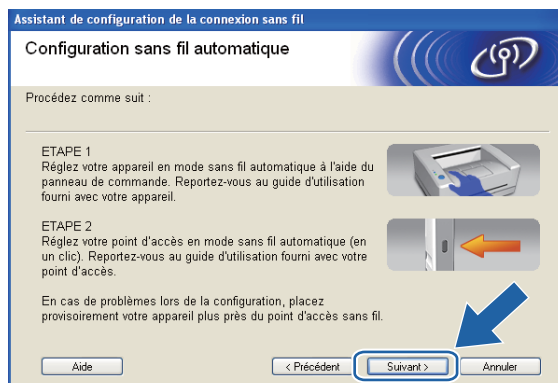 Assistant de configuration de la connexion sans fil
Configuration sans fil automatique
Procédez comme suit :
ETAPE 1
Réglez votre appareil en mode sans fil automatique à l'aide du
panneau de commande. Reportez-vous au guide d'utilisation
fourni avec votre appareil.
ETAPE 2
Réglez votre point d'accès en mode sans fil automatique (en
un clic). Reportez-vous au guide d'utilisation fourni avec votre
point d'accès.
En cas de problèmes lors de la configuration, placez
provisoirement votre appareil plus près du point d'accès sans fil.
Aide
< Précédent
Suivant >
Annuler